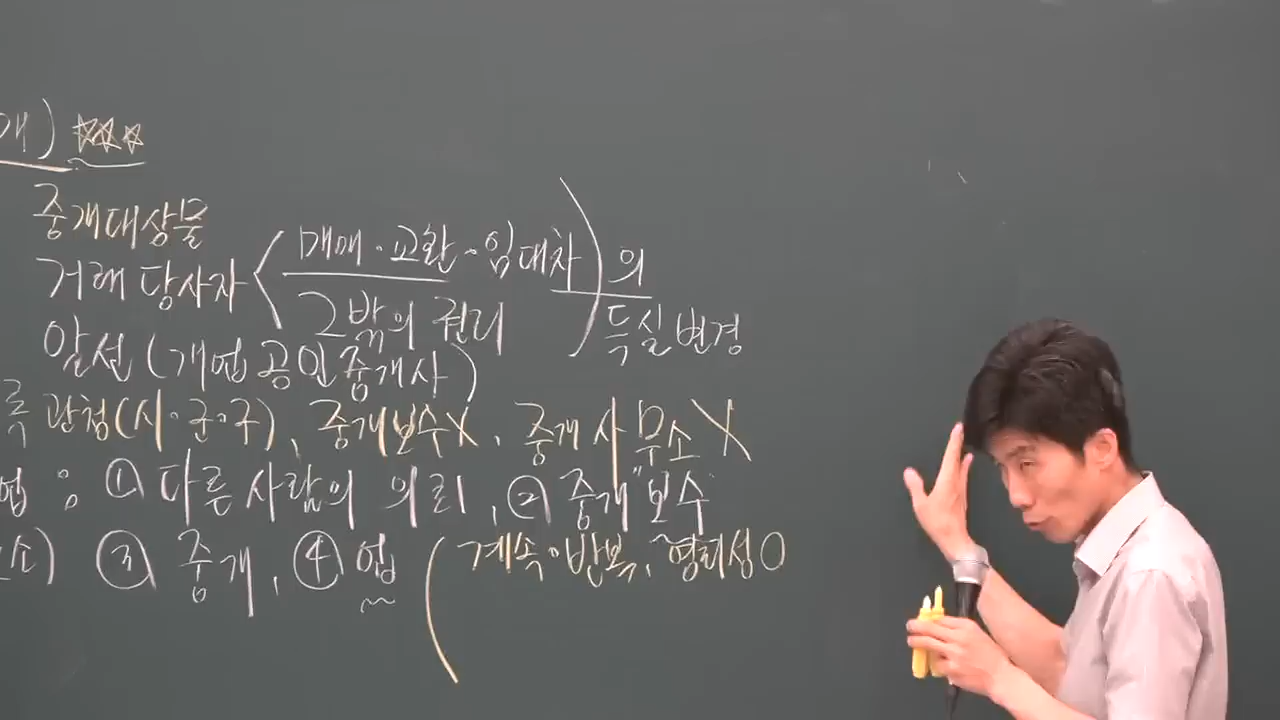 개) ☆☆☆
중개대상물
거래당사자 〈 매매·교환·임대차 / 그밖의 권리 ) 의 득실변경
알선 (개업공인중개사)
륵 관청(시·군·구), 중개보수X, 중개사무소 X
업 : ① 다른 사람의 의뢰, ② 중개 "보수"
소) ③ 중개, ④ 업 ( 계속·반복, 영리성 O